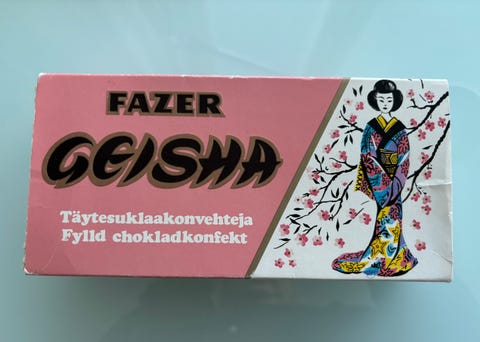 FAZER
GEISHA
Täytesuklaakonvehteja
Fylld chokladkonfekt